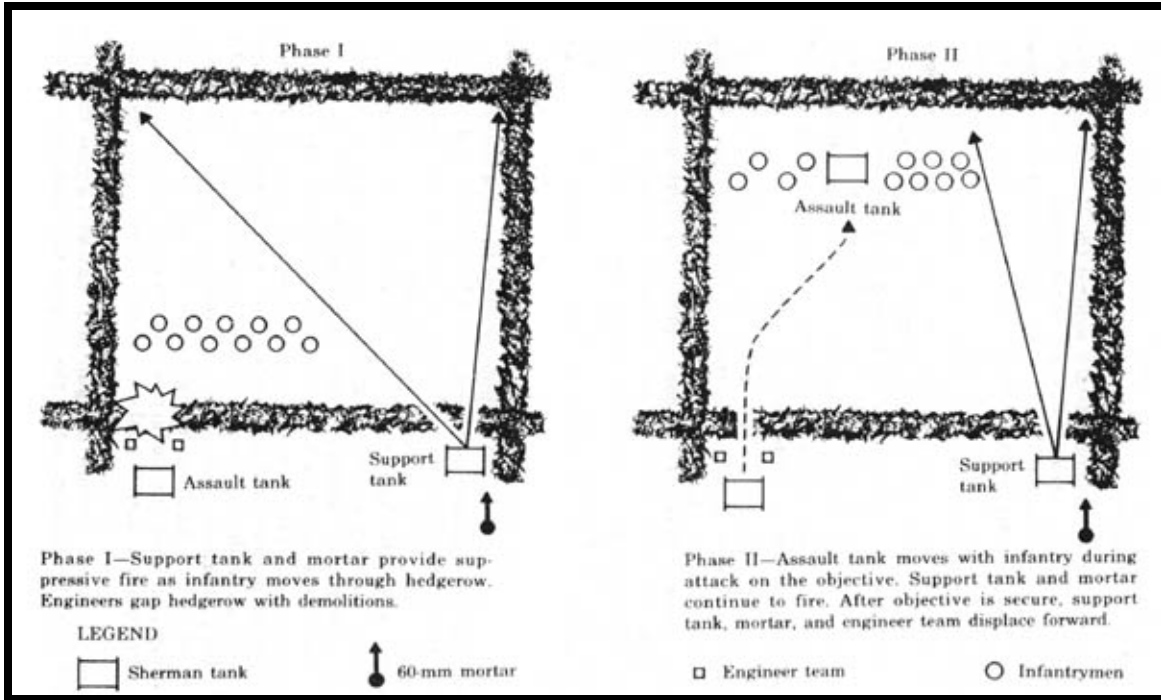 Phase I
Assault tank
Support
tank
Phase I—Support tank and mortar provide sup-
pressive fire as infantry moves through hedgerow.
Engineers gap hedgerow with demolitions.
Phase II
Assault tank
Support
tank
Phase II—Assault tank moves with infantry during
attack on the objective. Support tank and mortar
continue to fire. After objective is secure, support
tank, mortar, and engineer team displace forward.
LEGEND
Sherman tank
60-mm mortar
Engineer team
Infantrymen